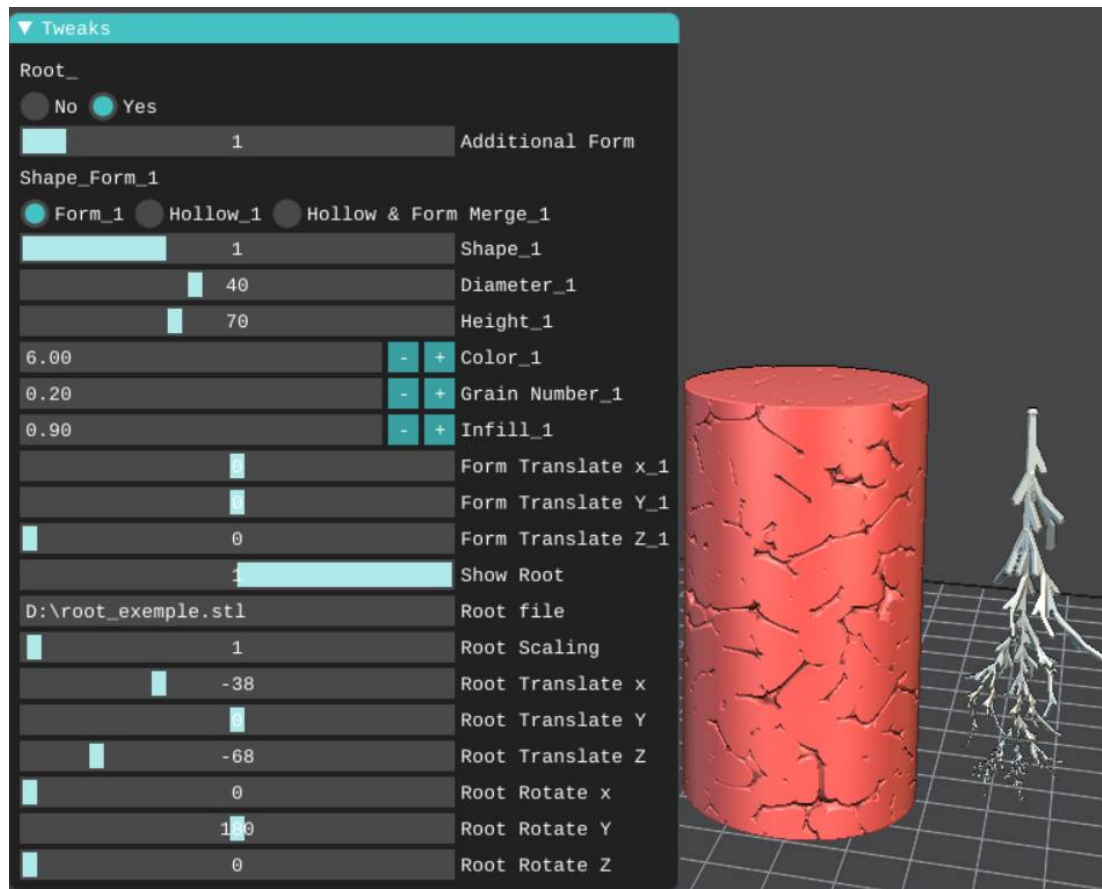 Tweaks
Root_
No Yes
1 Additional Form
Shape_Form_1
Form_1 Hollow_1 Hollow & Form Merge_1
1 Shape_1
40 Diameter_1
70 Height_1
6.00 - + Color_1
0.20 - + Grain Number_1
0.90 - + Infill_1
0 Form Translate x_1
0 Form Translate Y_1
0 Form Translate Z_1
1 Show Root
D:\root_exemple.stl Root file
1 Root Scaling
-38 Root Translate x
0 Root Translate Y
-68 Root Translate Z
0 Root Rotate x
180 Root Rotate Y
0 Root Rotate Z